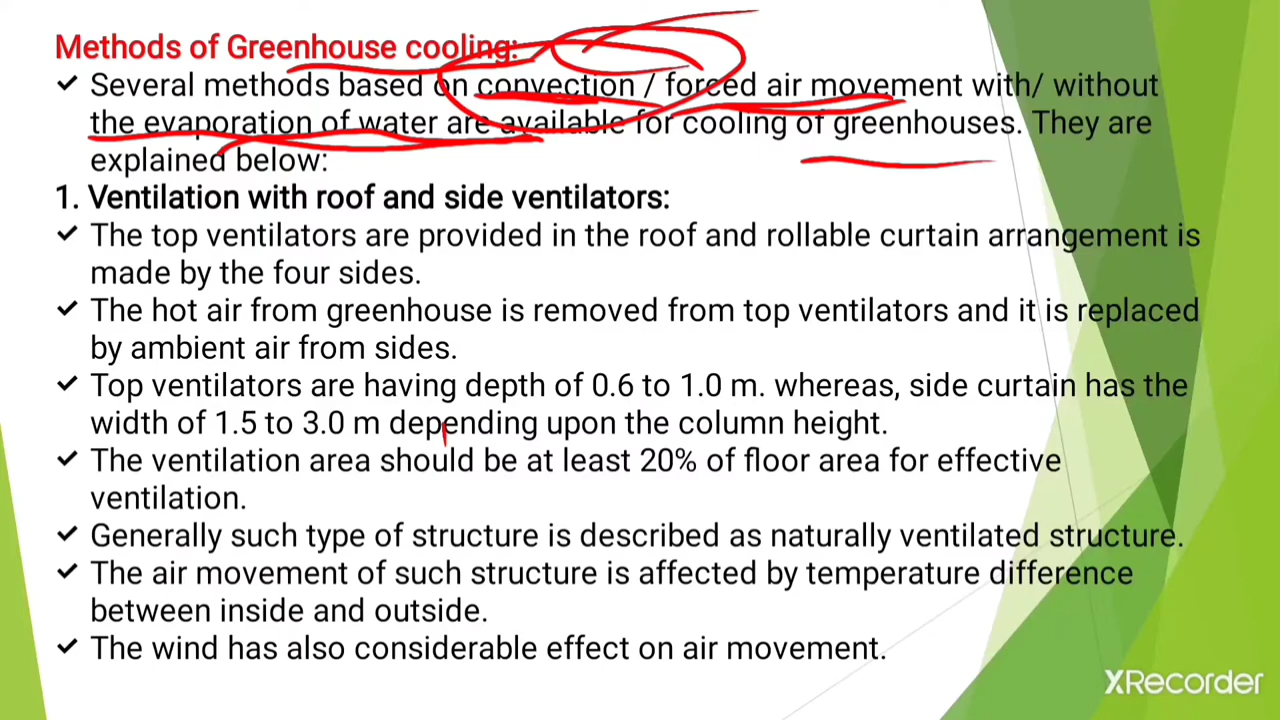 Methods of Greenhouse cooling:
✓ Several methods based on convection / forced air movement with/ without
the evaporation of water are available for cooling of greenhouses. They are
explained below:
1. Ventilation with roof and side ventilators:
✓ The top ventilators are provided in the roof and rollable curtain arrangement is
made by the four sides.
✓ The hot air from greenhouse is removed from top ventilators and it is replaced
by ambient air from sides.
✓ Top ventilators are having depth of 0.6 to 1.0 m. whereas, side curtain has the
width of 1.5 to 3.0 m depending upon the column height.
✓ The ventilation area should be at least 20% of floor area for effective
ventilation.
✓ Generally such type of structure is described as naturally ventilated structure.
✓ The air movement of such structure is affected by temperature difference
between inside and outside.
✓ The wind has also considerable effect on air movement.
XRecorder